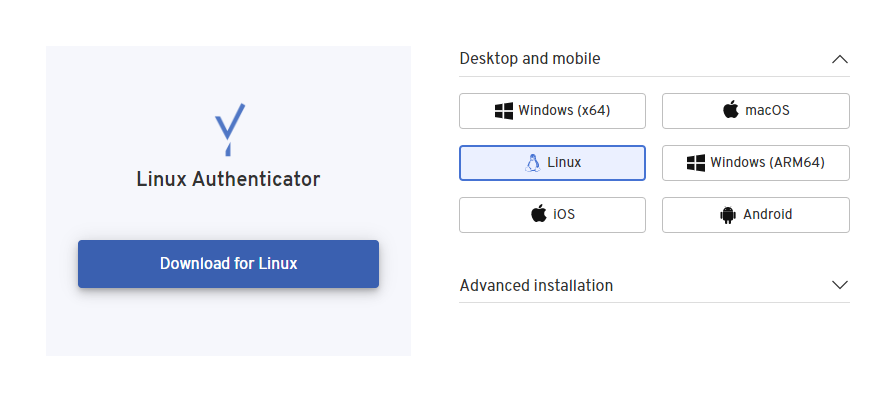 Linux Authenticator
Download for Linux
Desktop and mobile
Windows (x64)
macOS
Linux
Windows (ARM64)
iOS
Android
Advanced installation